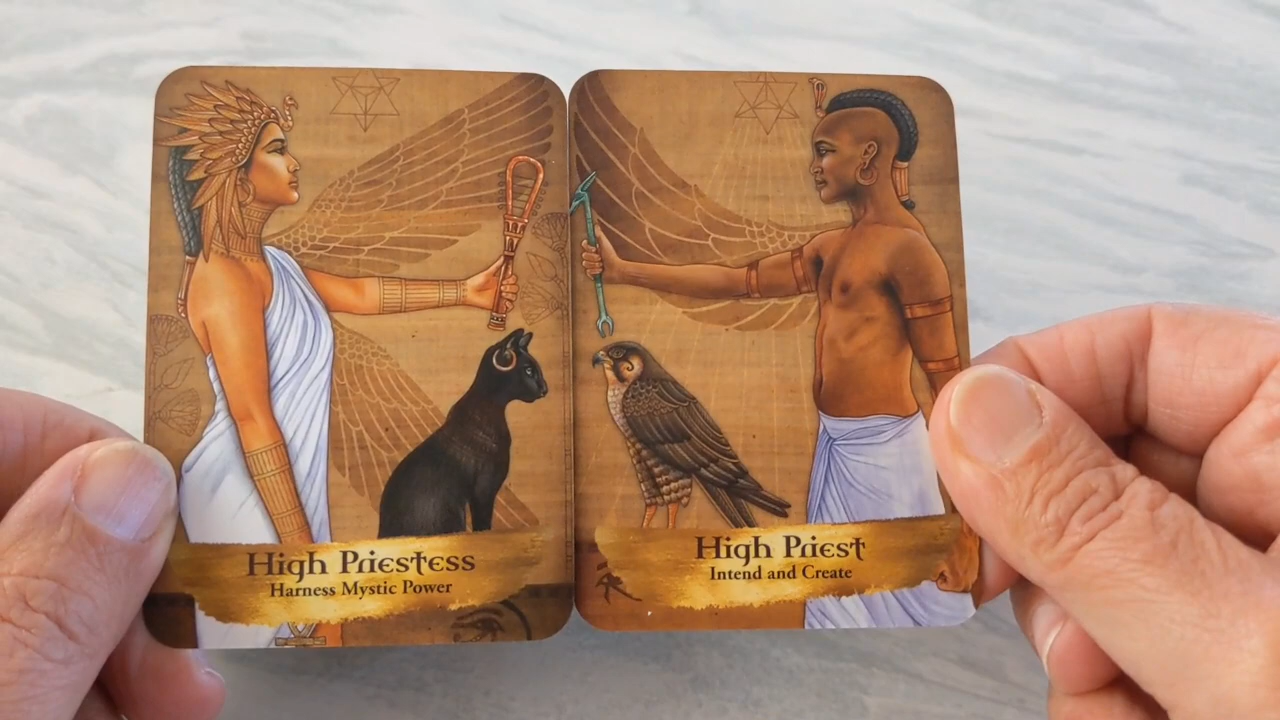 High Priestess
Harness Mystic Power
High Priest
Intend and Create